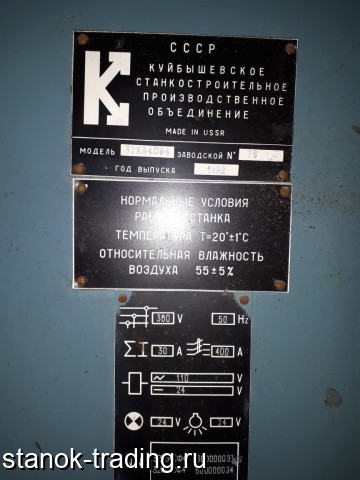 СССР
КУЙБЫШЕВСКОЕ
СТАНКОСТРОИТЕЛЬНОЕ
ПРОИЗВОДСТВЕННОЕ
ОБЪЕДИНЕНИЕ
MADE IN USSR
МОДЕЛЬ ЗАВОДСКОЙ №
ГОД ВЫПУСКА
НОРМАЛЬНЫЕ УСЛОВИЯ
СТАНКА
ТЕМПЕРАТУРА T=20°±1°C
ОТНОСИТЕЛЬНАЯ ВЛАЖНОСТЬ
ВОЗДУХА 55±5%
380 V 50 Hz
30 A 400 A
110 V
24 V
24 V 24 V
stanok-trading.ru